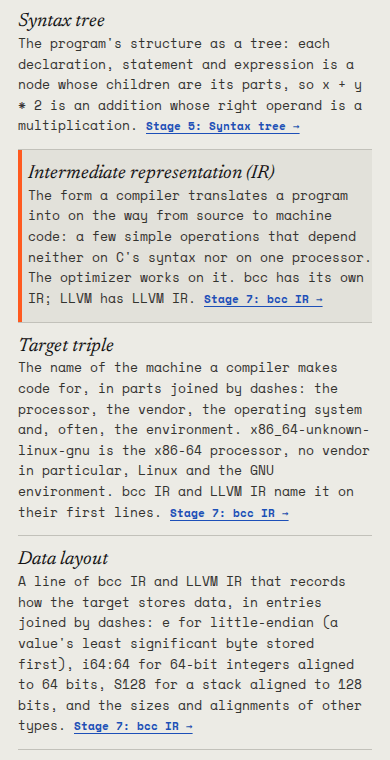 Syntax tree
The program's structure as a tree: each
declaration, statement and expression is a
node whose children are its parts, so x + y
* 2 is an addition whose right operand is a
multiplication. Stage 5: Syntax tree →
Intermediate representation (IR)
The form a compiler translates a program
into on the way from source to machine
code: a few simple operations that depend
neither on C's syntax nor on one processor.
The optimizer works on it. bcc has its own
IR; LLVM has LLVM IR. Stage 7: bcc IR →
Target triple
The name of the machine a compiler makes
code for, in parts joined by dashes: the
processor, the vendor, the operating system
and, often, the environment. x86_64-unknown-
linux-gnu is the x86-64 processor, no vendor
in particular, Linux and the GNU
environment. bcc IR and LLVM IR name it on
their first lines. Stage 7: bcc IR →
Data layout
A line of bcc IR and LLVM IR that records
how the target stores data, in entries
joined by dashes: e for little-endian (a
value's least significant byte stored
first), i64:64 for 64-bit integers aligned
to 64 bits, S128 for a stack aligned to 128
bits, and the sizes and alignments of other
types. Stage 7: bcc IR →